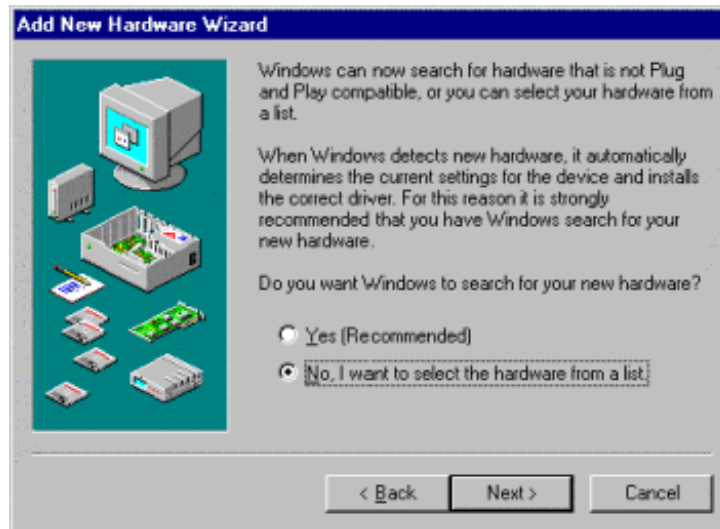 Add New Hardware Wizard
Windows can now search for hardware that is not Plug
and Play compatible, or you can select your hardware from
a list.
When Windows detects new hardware, it automatically
determines the current settings for the device and installs
the correct driver. For this reason it is strongly
recommended that you have Windows search for your
new hardware.
Do you want Windows to search for your new hardware?
Yes (Recommended)
No, I want to select the hardware from a list.
< Back
Next >
Cancel